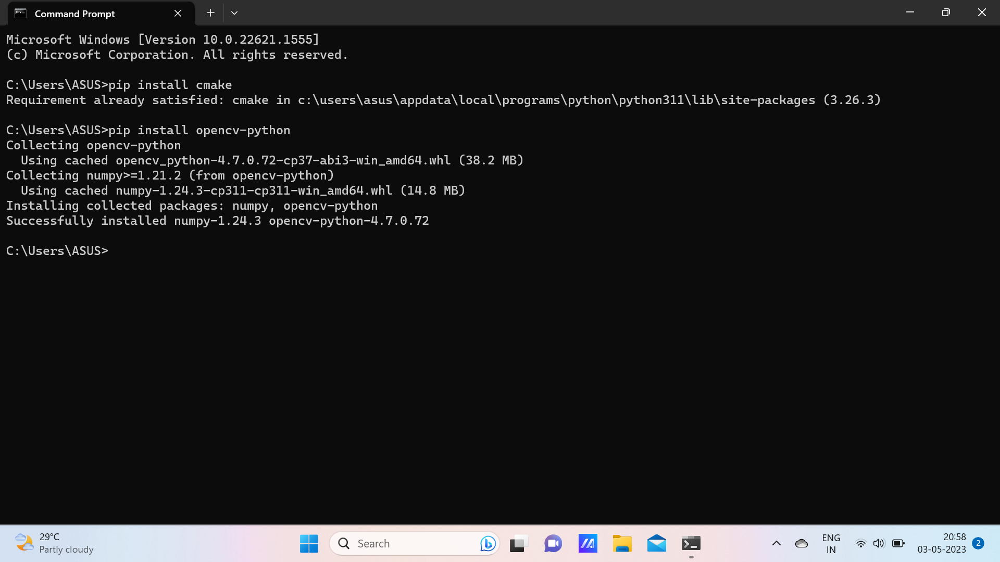 Command Prompt
Microsoft Windows [Version 10.0.22621.1555]
(c) Microsoft Corporation. All rights reserved.
C:\Users\ASUS>pip install cmake
Requirement already satisfied: cmake in c:\users\asus\appdata\local\programs\python\python311\lib\site-packages (3.26.3)
C:\Users\ASUS>pip install opencv-python
Collecting opencv-python
  Using cached opencv_python-4.7.0.72-cp37-abi3-win_amd64.whl (38.2 MB)
Collecting numpy>=1.21.2 (from opencv-python)
  Using cached numpy-1.24.3-cp311-cp311-win_amd64.whl (14.8 MB)
Installing collected packages: numpy, opencv-python
Successfully installed numpy-1.24.3 opencv-python-4.7.0.72
C:\Users\ASUS>
29°C
Partly cloudy
Search
ENG
IN
20:58
03-05-2023
2